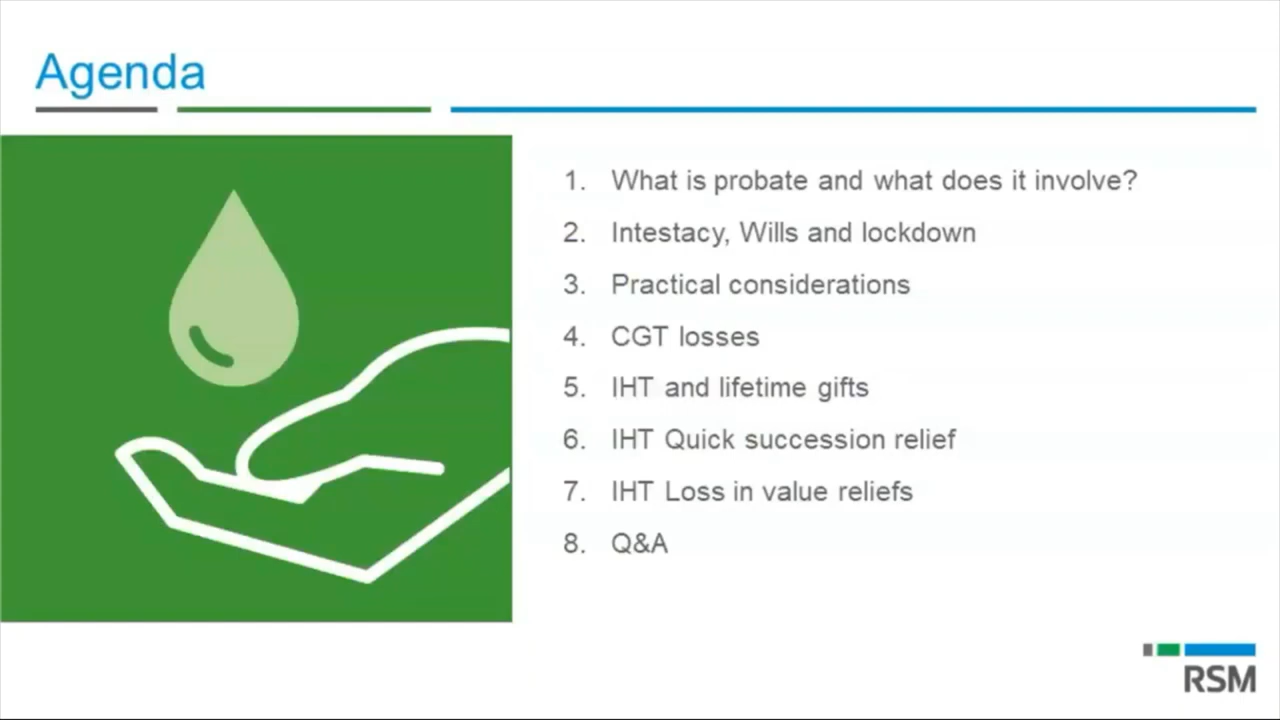 Agenda
1. What is probate and what does it involve?
2. Intestacy, Wills and lockdown
3. Practical considerations
4. CGT losses
5. IHT and lifetime gifts
6. IHT Quick succession relief
7. IHT Loss in value reliefs
8. Q&A
RSM